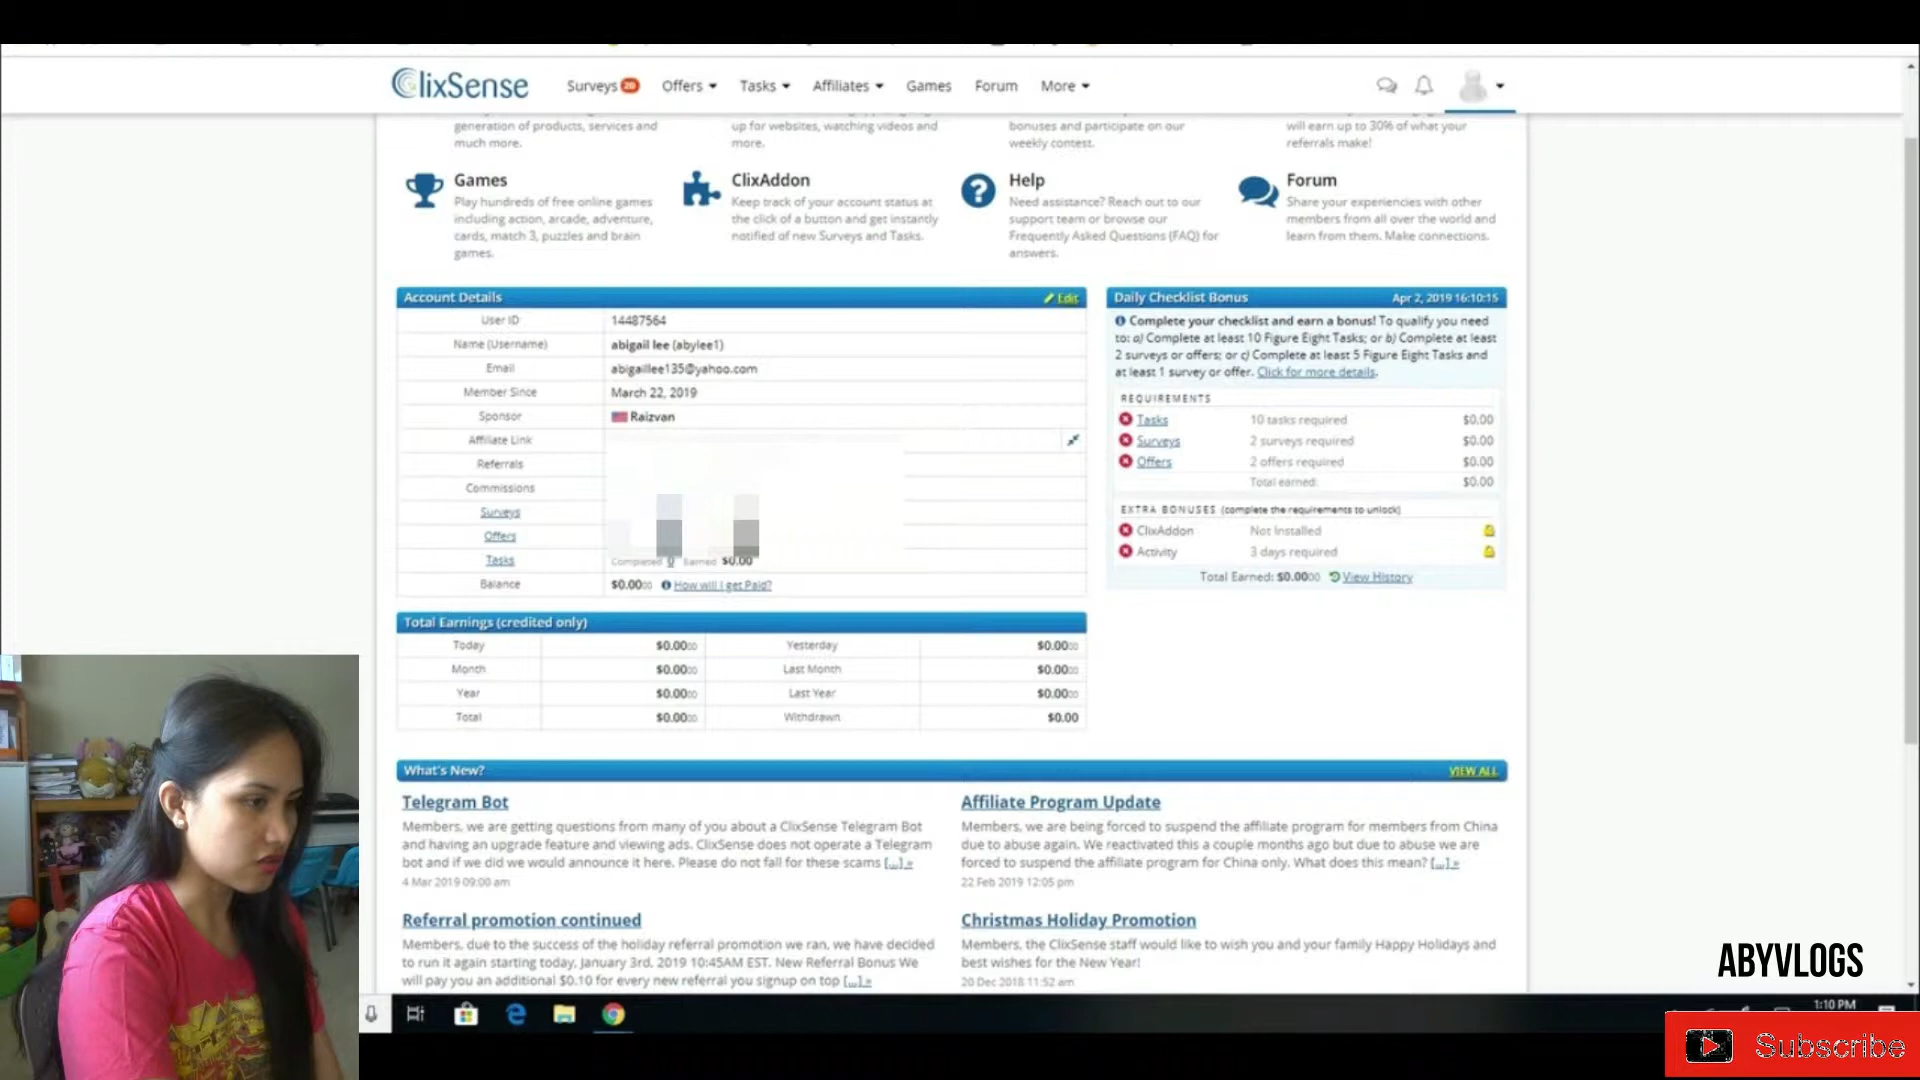 ClixSense Surveys 20 Offers Tasks Affiliates Games Forum More
generation of products, services and
much more.
up for websites, watching videos and
more.
bonuses and participate on our
weekly contest.
will earn up to 30% of what your
referrals make!
Games
Play hundreds of free online games
including action, arcade, adventure,
cards, match 3, puzzles and brain
games.
ClixAddon
Keep track of your account status at
the click of a button and get instantly
notified of new Surveys and Tasks.
Help
Need assistance? Reach out to our
support team or browse our
Frequently Asked Questions (FAQ) for
answers.
Forum
Share your experiences with other
members from all over the world and
learn from them. Make connections.
Account Details Edit
User ID 14487564
Name (Username) abigail lee (abylee1)
Email abigaillee135@yahoo.com
Member Since March 22, 2019
Sponsor Raizvan
Affiliate Link
Referrals
Commissions
Surveys
Offers
Tasks Completed 0 Earned $0.00
Balance $0.0000 How will I get Paid?
Daily Checklist Bonus Apr 2, 2019 16:10:15
Complete your checklist and earn a bonus! To qualify you need
to: a) Complete at least 10 Figure Eight Tasks; or b) Complete at least
2 surveys or offers; or c) Complete at least 5 Figure Eight Tasks and
at least 1 survey or offer. Click for more details.
REQUIREMENTS
Tasks 10 tasks required $0.00
Surveys 2 surveys required $0.00
Offers 2 offers required $0.00
Total earned: $0.00
EXTRA BONUSES (complete the requirements to unlock)
ClixAddon Not Installed
Activity 3 days required
Total Earned: $0.0000 View History
Total Earnings (credited only)
Today $0.0000 Yesterday $0.0000
Month $0.0000 Last Month $0.0000
Year $0.0000 Last Year $0.0000
Total $0.0000 Withdrawn $0.00
What's New? VIEW ALL
Telegram Bot
Members, we are getting questions from many of you about a ClixSense Telegram Bot
and having an upgrade feature and viewing ads. ClixSense does not operate a Telegram
bot and if we did we would announce it here. Please do not fall for these scams [...] »
4 Mar 2019 09:00 am
Affiliate Program Update
Members, we are being forced to suspend the affiliate program for members from China
due to abuse again. We reactivated this a couple months ago but due to abuse we are
forced to suspend the affiliate program for China only. What does this mean? [...] »
22 Feb 2019 12:05 pm
Referral promotion continued
Members, due to the success of the holiday referral promotion we ran, we have decided
to run it again starting today, January 3rd, 2019 10:45AM EST. New Referral Bonus We
will pay you an additional $0.10 for every new referral you signup on top [...] »
Christmas Holiday Promotion
Members, the ClixSense staff would like to wish you and your family Happy Holidays and
best wishes for the New Year!
20 Dec 2018 11:52 am
ABYVLOGS
1:10 PM
Subscribe